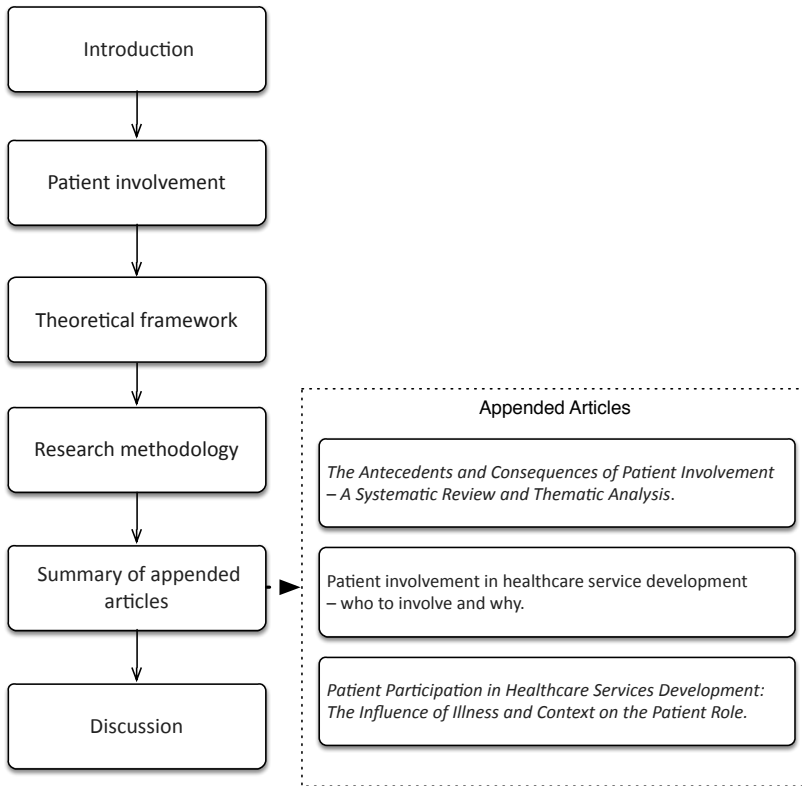 Introduction
Patient involvement
Theoretical framework
Research methodology
Summary of appended
articles
Discussion
Appended Articles
The Antecedents and Consequences of Patient Involvement
– A Systematic Review and Thematic Analysis.
Patient involvement in healthcare service development
– who to involve and why.
Patient Participation in Healthcare Services Development:
The Influence of Illness and Context on the Patient Role.